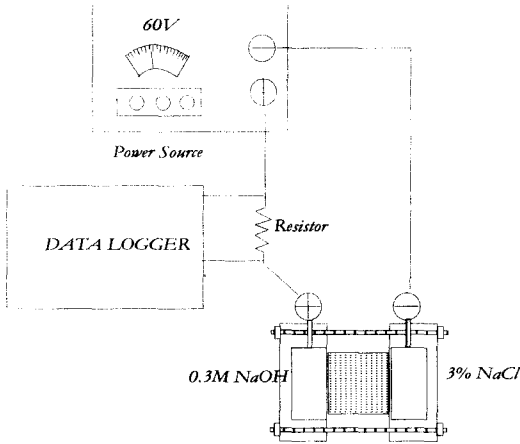 60V
Power Source
Resistor
DATA LOGGER
0.3M NaOH
3% NaCl